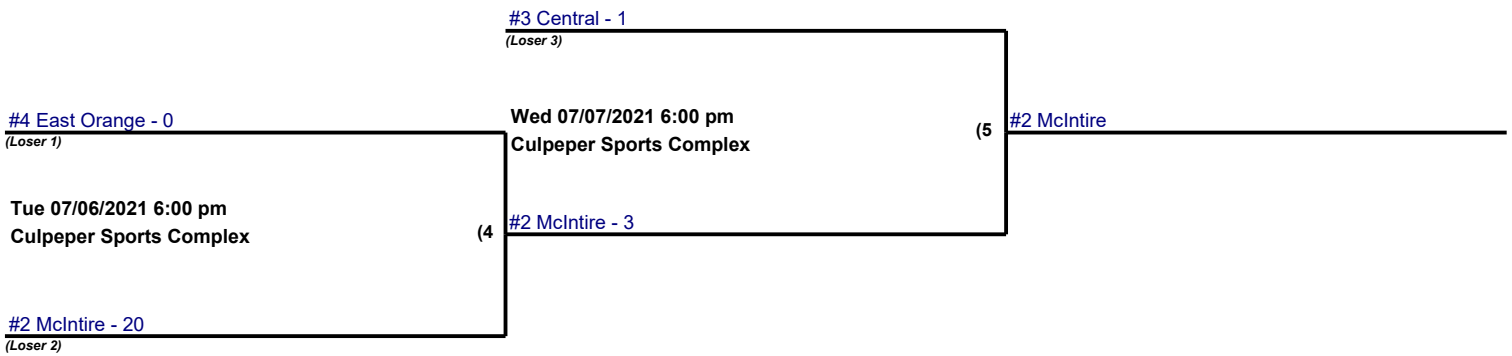 #3 Central - 1
(Loser 3)
#4 East Orange - 0
(Loser 1)
Wed 07/07/2021 6:00 pm
Culpeper Sports Complex
(5
#2 McIntire
Tue 07/06/2021 6:00 pm
Culpeper Sports Complex
(4
#2 McIntire - 3
#2 McIntire - 20
(Loser 2)